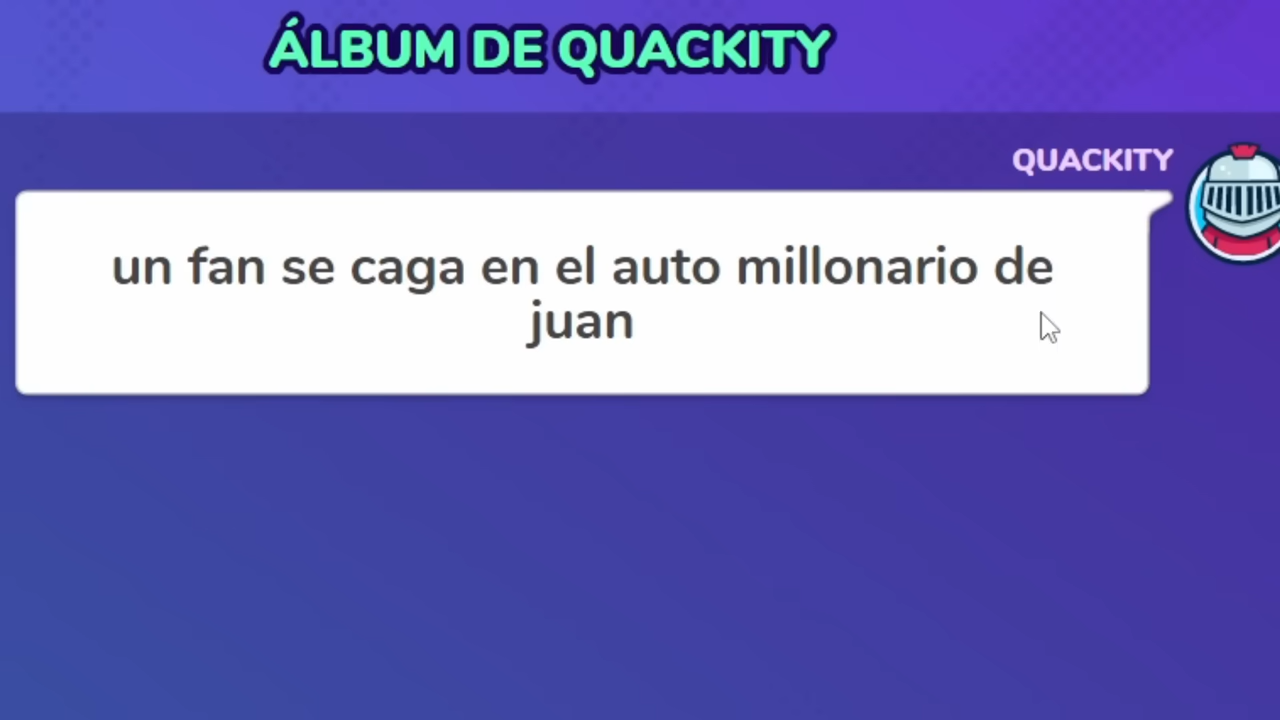 ÁLBUM DE QUACKITY
QUACKITY
un fan se caga en el auto millonario de
juan